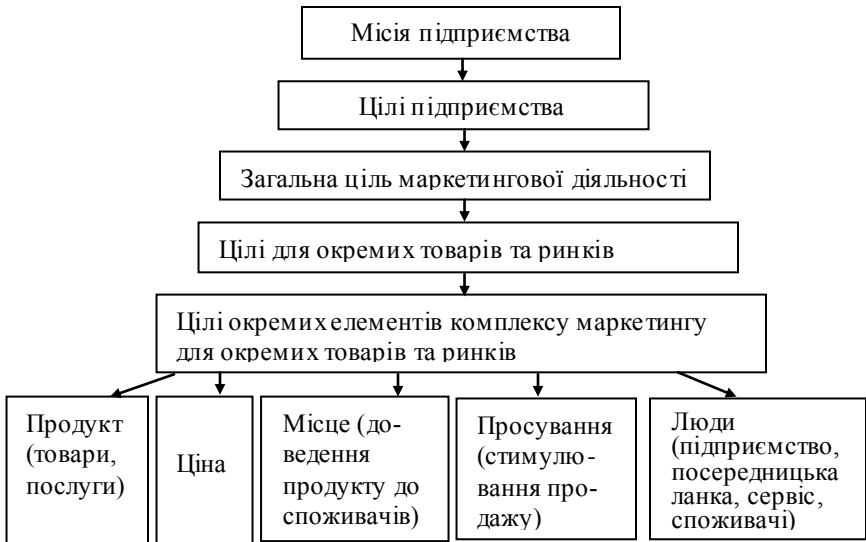 Місія підприємства
Цілі підприємства
Загальна ціль маркетингової діяльності
Цілі для окремих товарів та ринків
Цілі окремих елементів комплексу маркетингу
для окремих товарів та ринків
Продукт
(товари,
послуги)
Ціна
Місце (до-
ведення
продукту до
споживачів)
Просування
(стимулю-
вання про-
дажу)
Люди
(підприємство,
посередницька
ланка, сервіс,
споживачі)